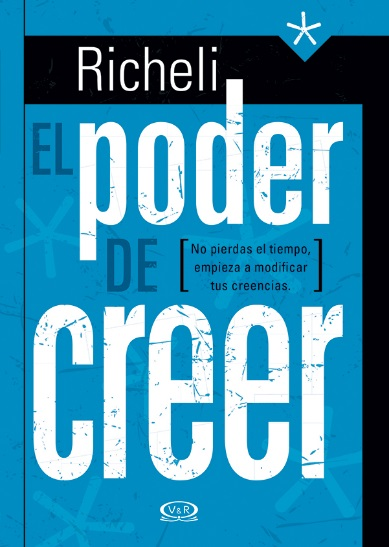 Richeli
EL
poder
DE
[No pierdas el tiempo,
empieza a modificar
tus creencias.]
creer
V&R